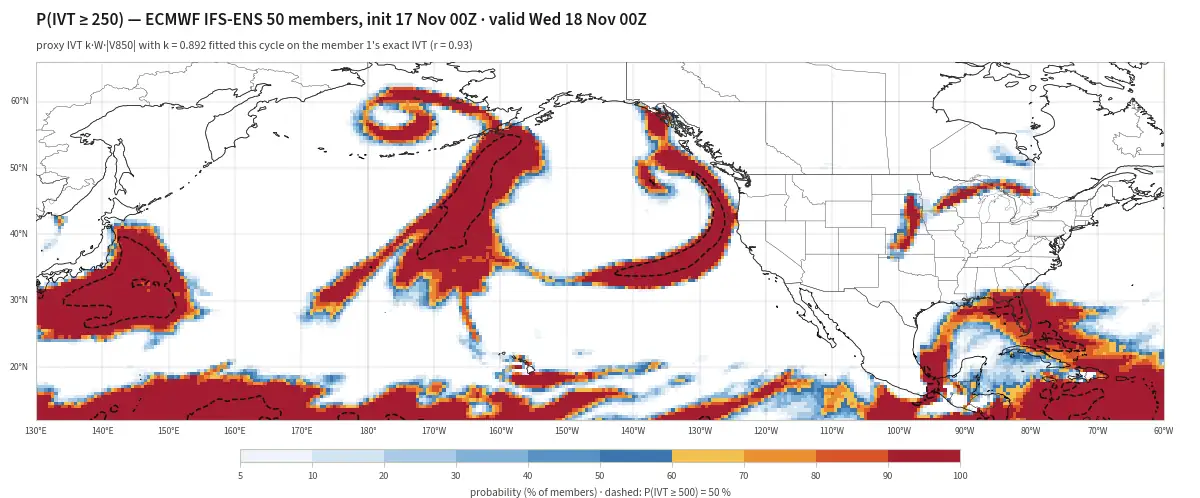 P(IVT ≥ 250) — ECMWF IFS-ENS 50 members, init 17 Nov 00Z · valid Wed 18 Nov 00Z
proxy IVT k·W·|V850| with k = 0.892 fitted this cycle on the member 1's exact IVT (r = 0.93)
60°N
50°N
40°N
30°N
20°N
130°E 140°E 150°E 160°E 170°E 180° 170°W 160°W 150°W 140°W 130°W 120°W 110°W 100°W 90°W 80°W 70°W 60°W
5 10 20 30 40 50 60 70 80 90 100
probability (% of members) · dashed: P(IVT ≥ 500) = 50 %